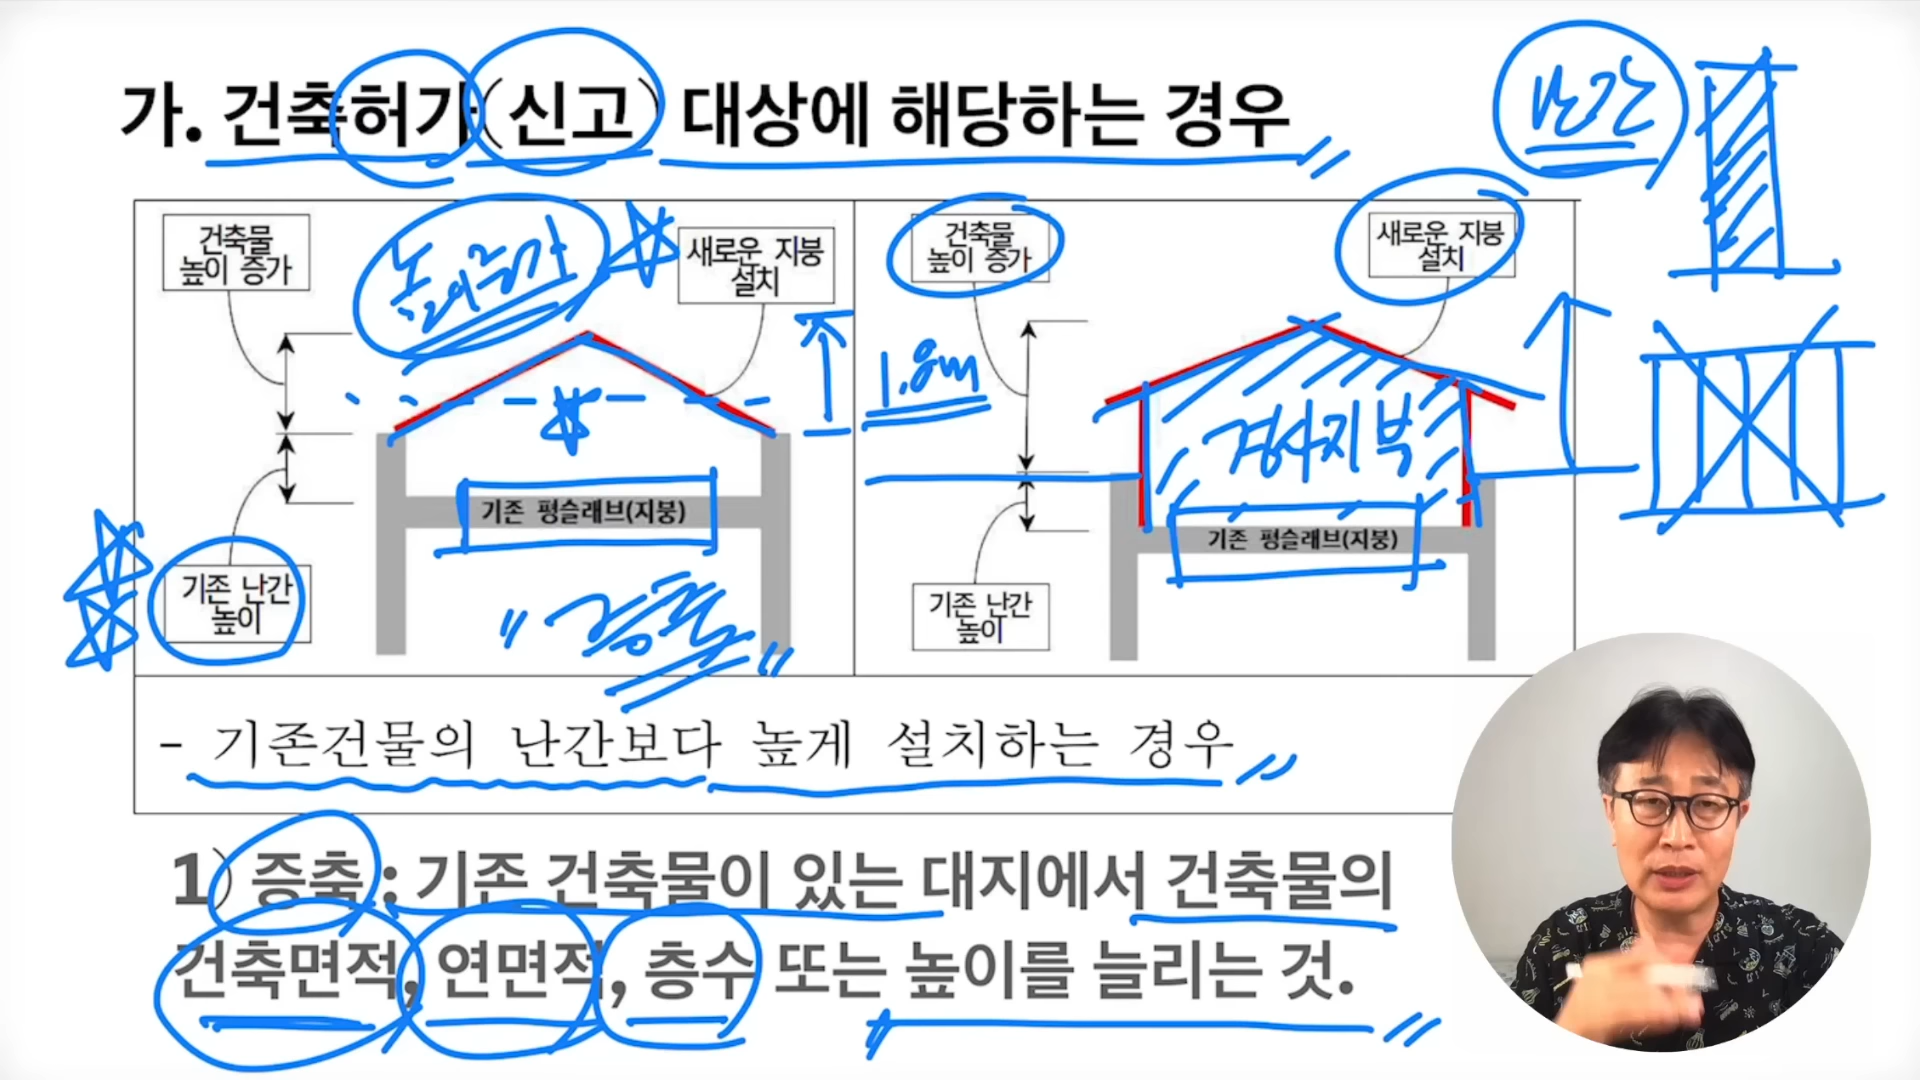 가. 건축허가(신고) 대상에 해당하는 경우
난간
건축물
높이 증가
높이증가
새로운 지붕
설치
건축물
높이 증가
새로운 지붕
설치
1.8m
경사지붕
기존 평슬래브(지붕)
기존 평슬래브(지붕)
기존 난간
높이
"증축"
기존 난간
높이
- 기존건물의 난간보다 높게 설치하는 경우
1) 증축 : 기존 건축물이 있는 대지에서 건축물의
건축면적, 연면적, 층수 또는 높이를 늘리는 것.